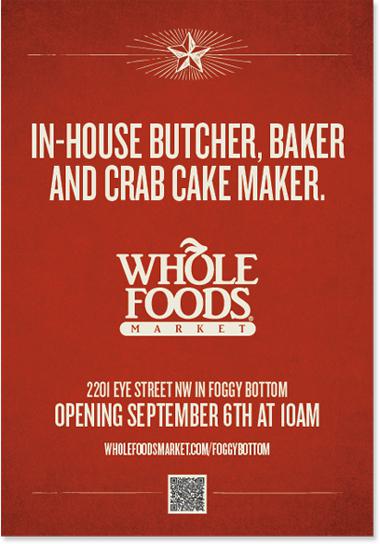 IN-HOUSE BUTCHER, BAKER
AND CRAB CAKE MAKER.
WHOLE
FOODS®
MARKET
2201 EYE STREET NW IN FOGGY BOTTOM
OPENING SEPTEMBER 6TH AT 10AM
WHOLEFOODSMARKET.COM/FOGGYBOTTOM